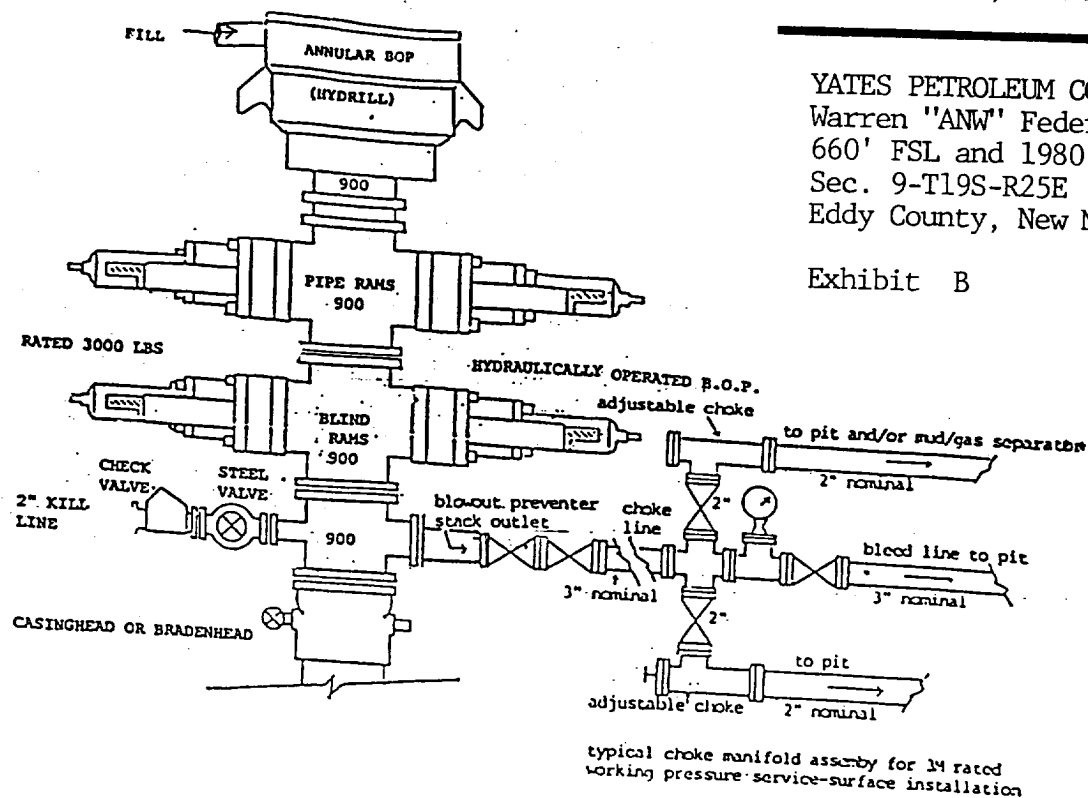 FILL
ANNULAR BOP
(HYDRILL)
900
YATES PETROLEUM CO
Warren "ANW" Feder
660' FSL and 1980
Sec. 9-T19S-R25E
Eddy County, New M
Exhibit B
PIPE RAMS
900
RATED 3000 LBS
HYDRAULICALLY OPERATED B.O.P.
BLIND
RAMS
900
adjustable choke
to pit and/or mud/gas separator
2" nominal
CHECK
VALVE
STEEL
VALVE
2" KILL
LINE
900
blowout preventer
stack outlet
choke
line
2"
3" nominal
bleed line to pit
3" nominal
CASINGHEAD OR BRADENHEAD
2"
to pit
adjustable choke
2" nominal
typical choke manifold assemby for 3M rated
working pressure service-surface installation